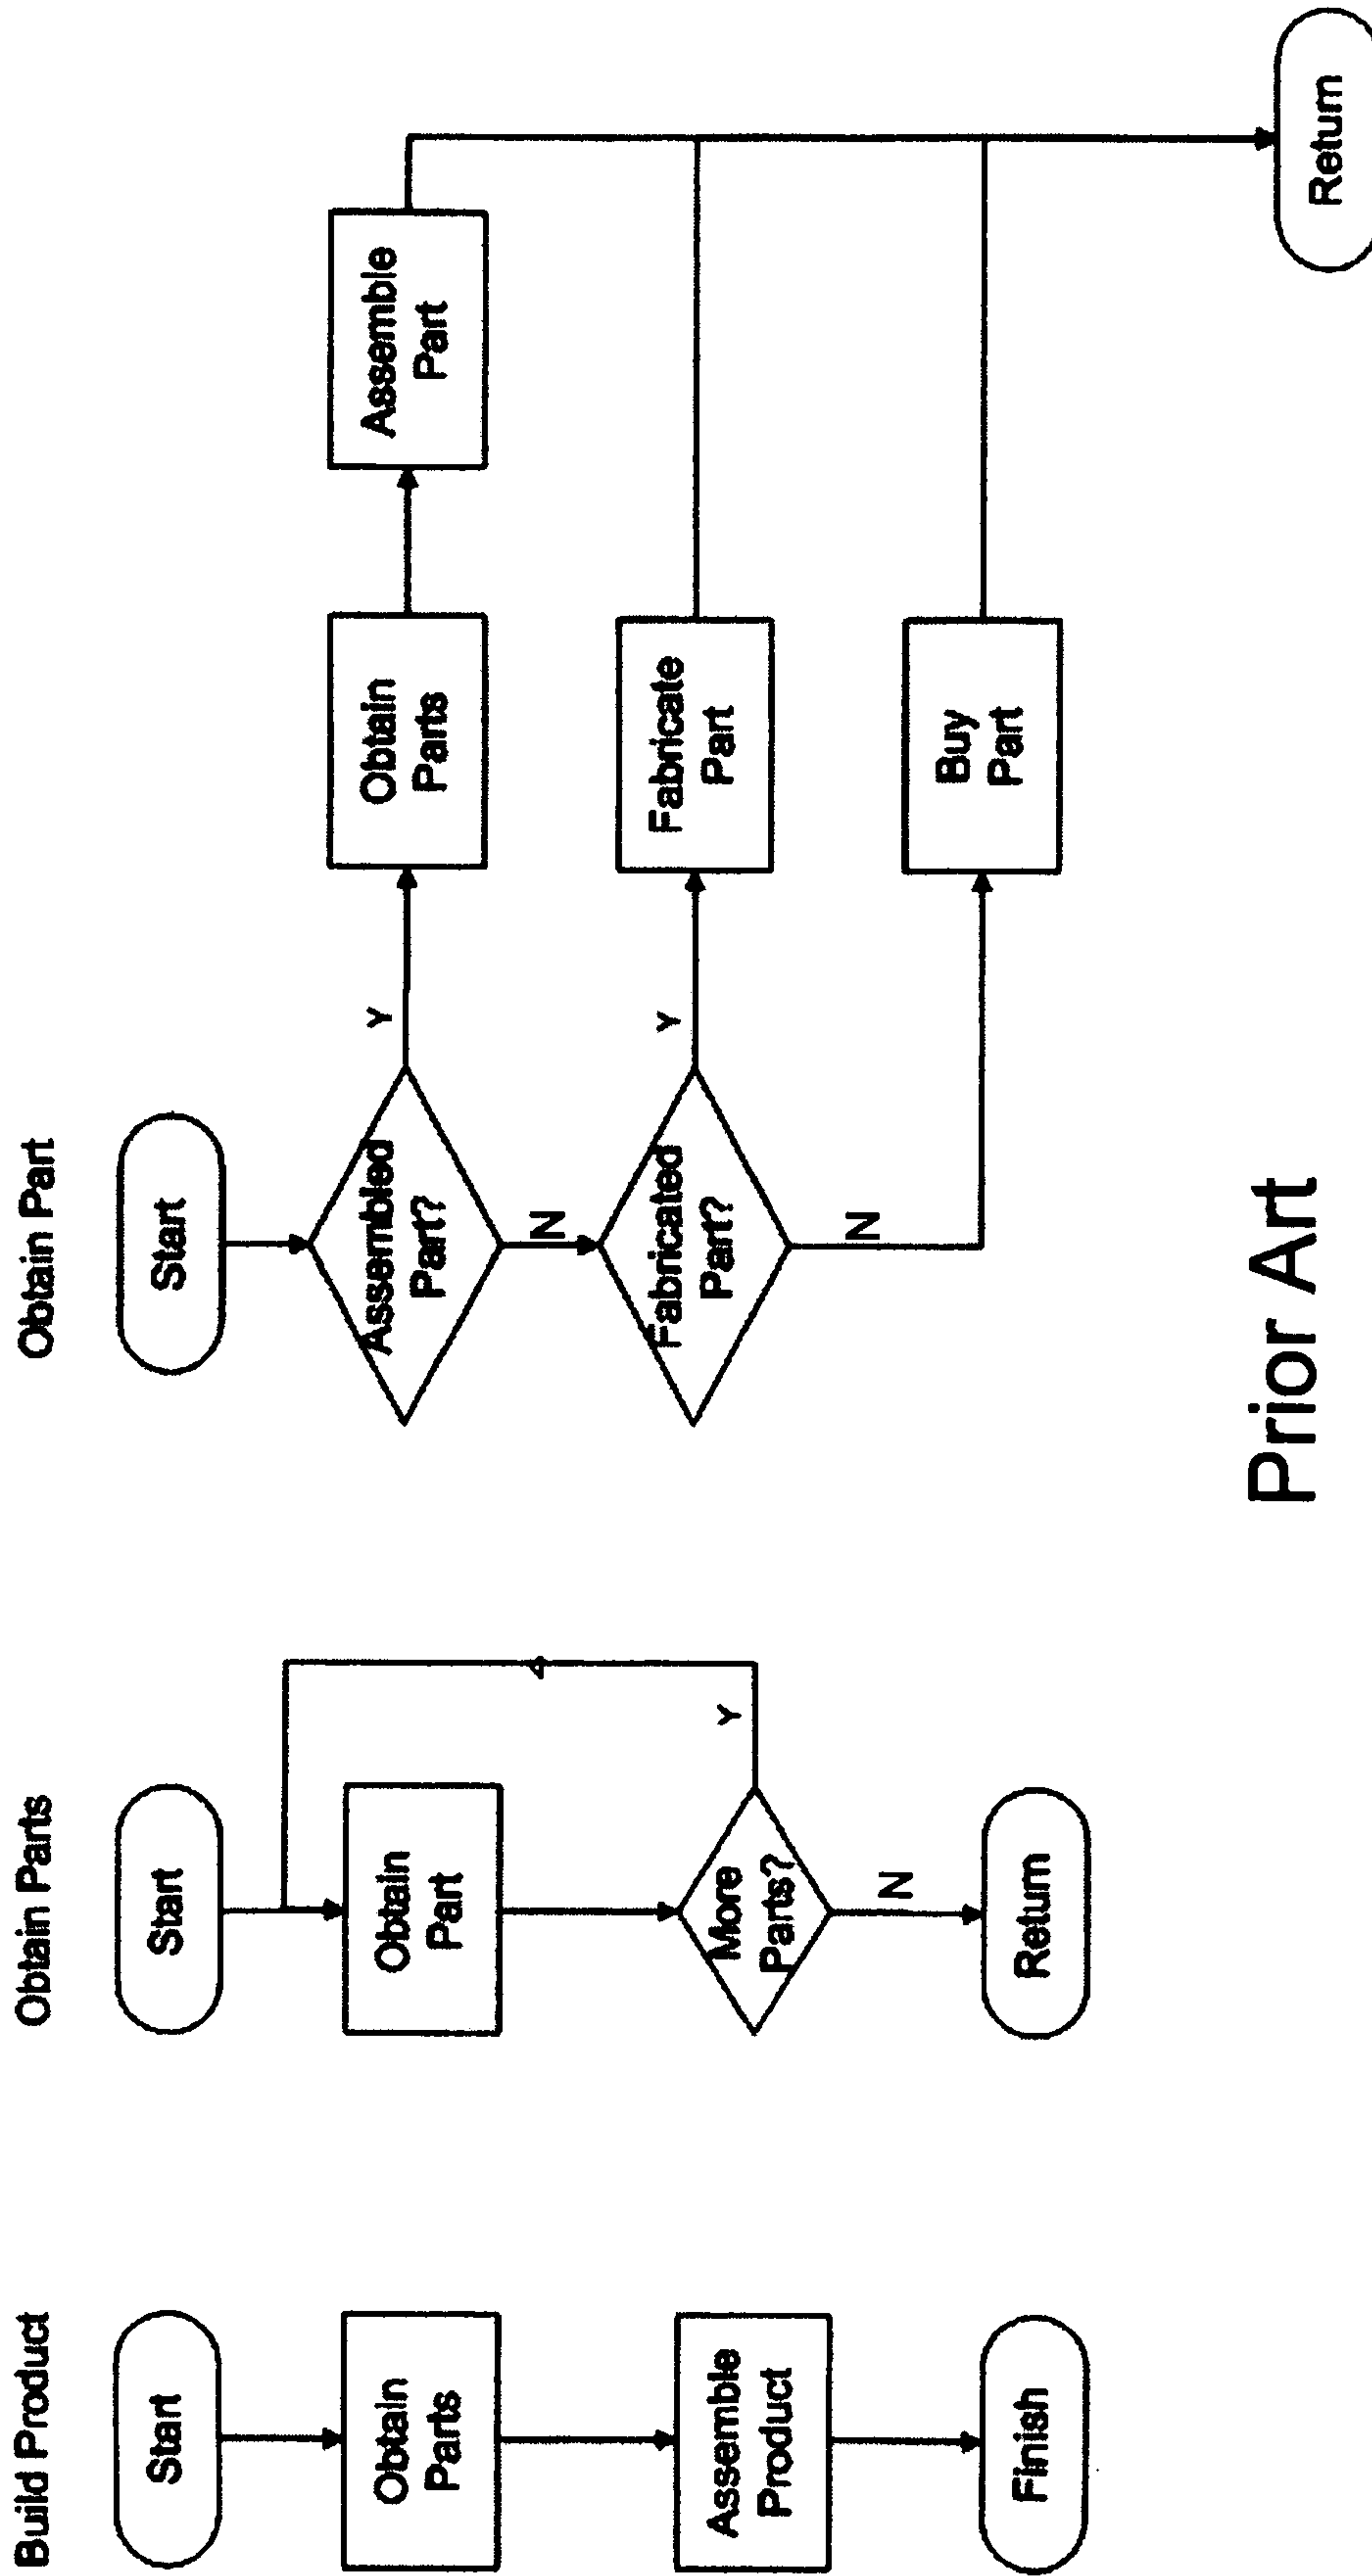 Build Product
Start
Obtain
Parts
Assemble
Product
Finish
Obtain Parts
Start
Obtain
Part
More
Parts?
Y
N
Return
Obtain Part
Start
Assembled
Part?
Y
N
Obtain
Parts
Assemble
Part
Fabricated
Part?
Y
N
Fabricate
Part
Buy
Part
Return
Prior Art